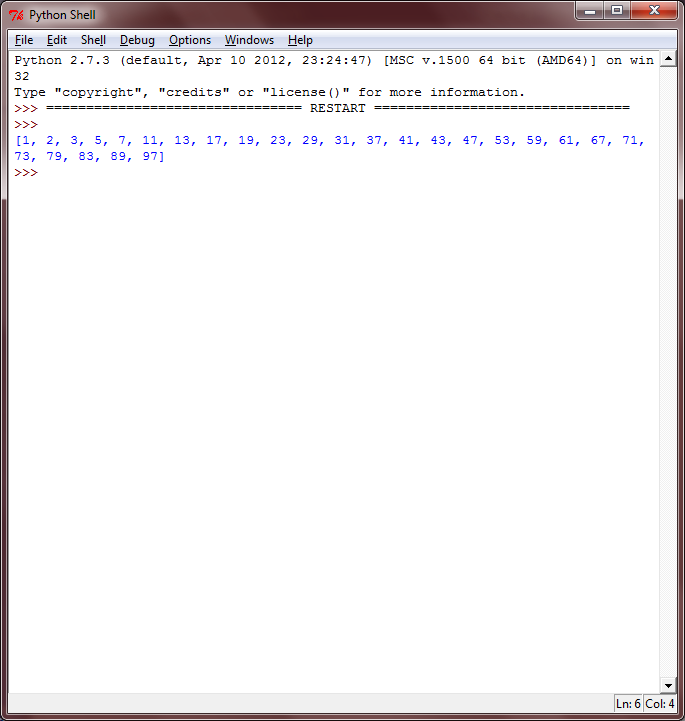 Python Shell
File Edit Shell Debug Options Windows Help
Python 2.7.3 (default, Apr 10 2012, 23:24:47) [MSC v.1500 64 bit (AMD64)] on win
32
Type "copyright", "credits" or "license()" for more information.
>>> ================================ RESTART ================================
>>>
[1, 2, 3, 5, 7, 11, 13, 17, 19, 23, 29, 31, 37, 41, 43, 47, 53, 59, 61, 67, 71,
73, 79, 83, 89, 97]
>>>
Ln: 6 Col: 4